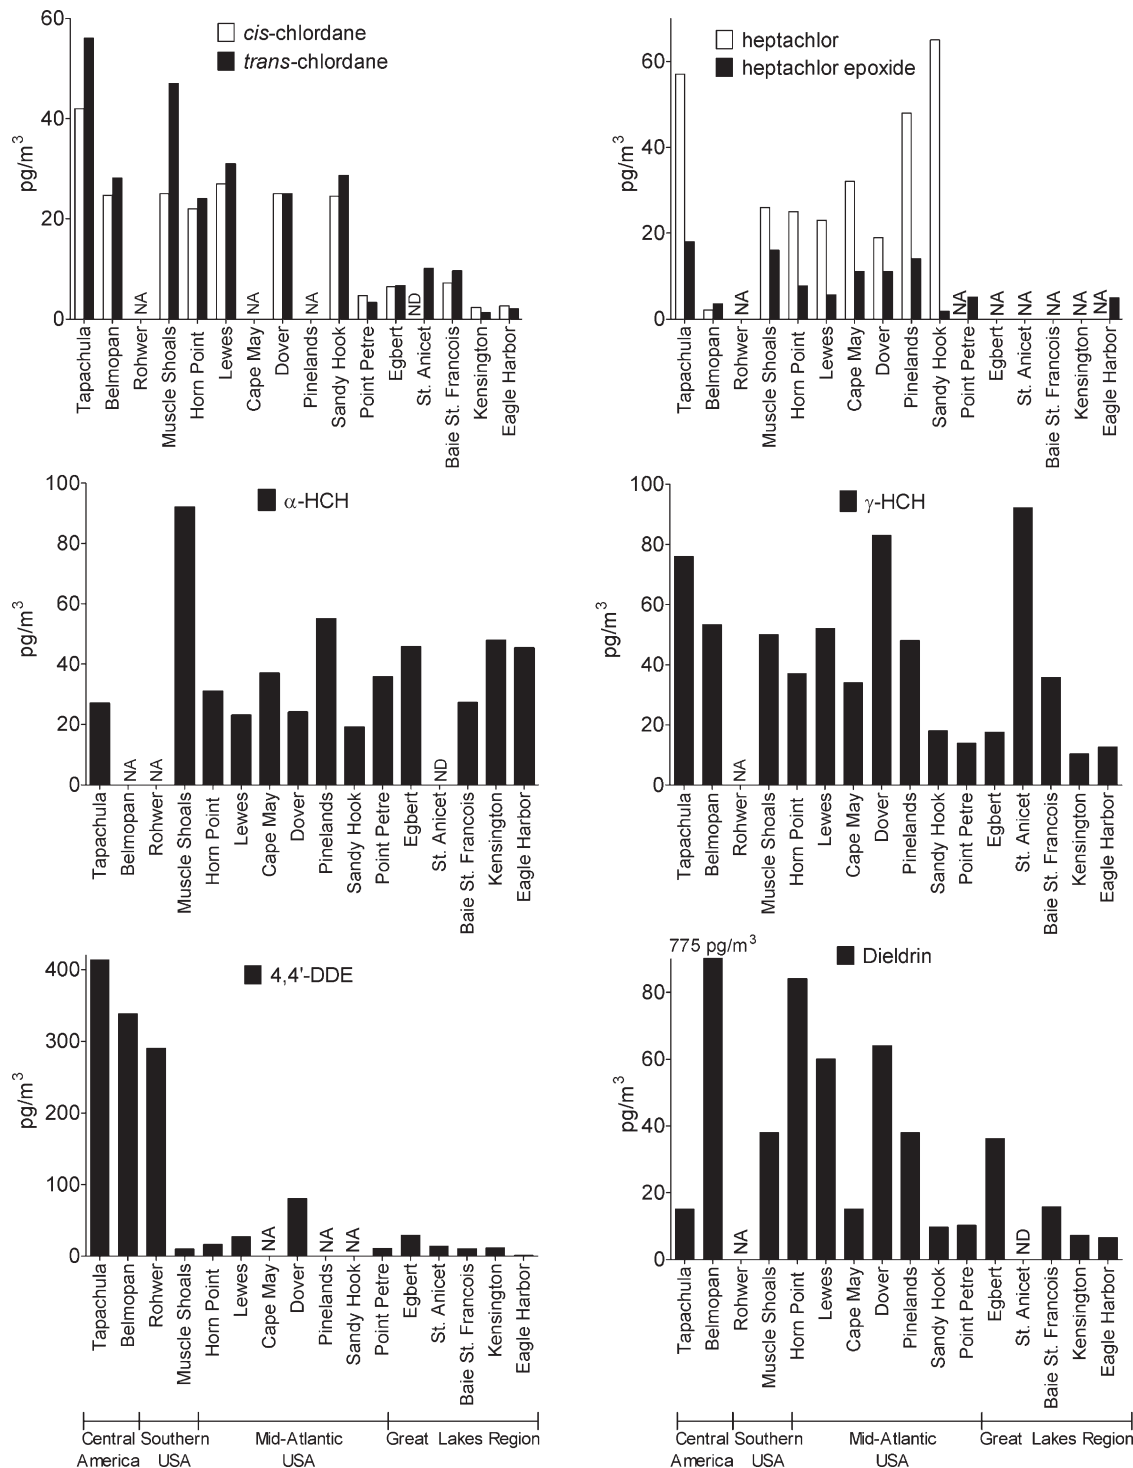 60
40
20
0
pg/m3
cis-chlordane
trans-chlordane
NA
NA
NA
ND
Tapachula
Belmopan
Rohwer
Muscle Shoals
Horn Point
Lewes
Cape May
Dover
Pinelands
Sandy Hook
Point Petre
Egbert
St. Anicet
Baie St. Francois
Kensington
Eagle Harbor
60
40
20
0
pg/m3
heptachlor
heptachlor epoxide
NA
NA
NA
NA
NA
NA
NA
Tapachula
Belmopan
Rohwer
Muscle Shoals
Horn Point
Lewes
Cape May
Dover
Pinelands
Sandy Hook
Point Petre
Egbert
St. Anicet
Baie St. Francois
Kensington
Eagle Harbor
100
80
60
40
20
0
pg/m3
α-HCH
NA
NA
ND
Tapachula
Belmopan
Rohwer
Muscle Shoals
Horn Point
Lewes
Cape May
Dover
Pinelands
Sandy Hook
Point Petre
Egbert
St. Anicet
Baie St. Francois
Kensington
Eagle Harbor
100
80
60
40
20
0
pg/m3
γ-HCH
NA
Tapachula
Belmopan
Rohwer
Muscle Shoals
Horn Point
Lewes
Cape May
Dover
Pinelands
Sandy Hook
Point Petre
Egbert
St. Anicet
Baie St. Francois
Kensington
Eagle Harbor
400
300
200
100
0
pg/m3
4,4'-DDE
NA
NA
NA
Tapachula
Belmopan
Rohwer
Muscle Shoals
Horn Point
Lewes
Cape May
Dover
Pinelands
Sandy Hook
Point Petre
Egbert
St. Anicet
Baie St. Francois
Kensington
Eagle Harbor
775 pg/m3
80
60
40
20
0
pg/m3
Dieldrin
NA
ND
Tapachula
Belmopan
Rohwer
Muscle Shoals
Horn Point
Lewes
Cape May
Dover
Pinelands
Sandy Hook
Point Petre
Egbert
St. Anicet
Baie St. Francois
Kensington
Eagle Harbor
Central America
Southern USA
Mid-Atlantic USA
Great Lakes Region
Central America
Southern USA
Mid-Atlantic USA
Great Lakes Region